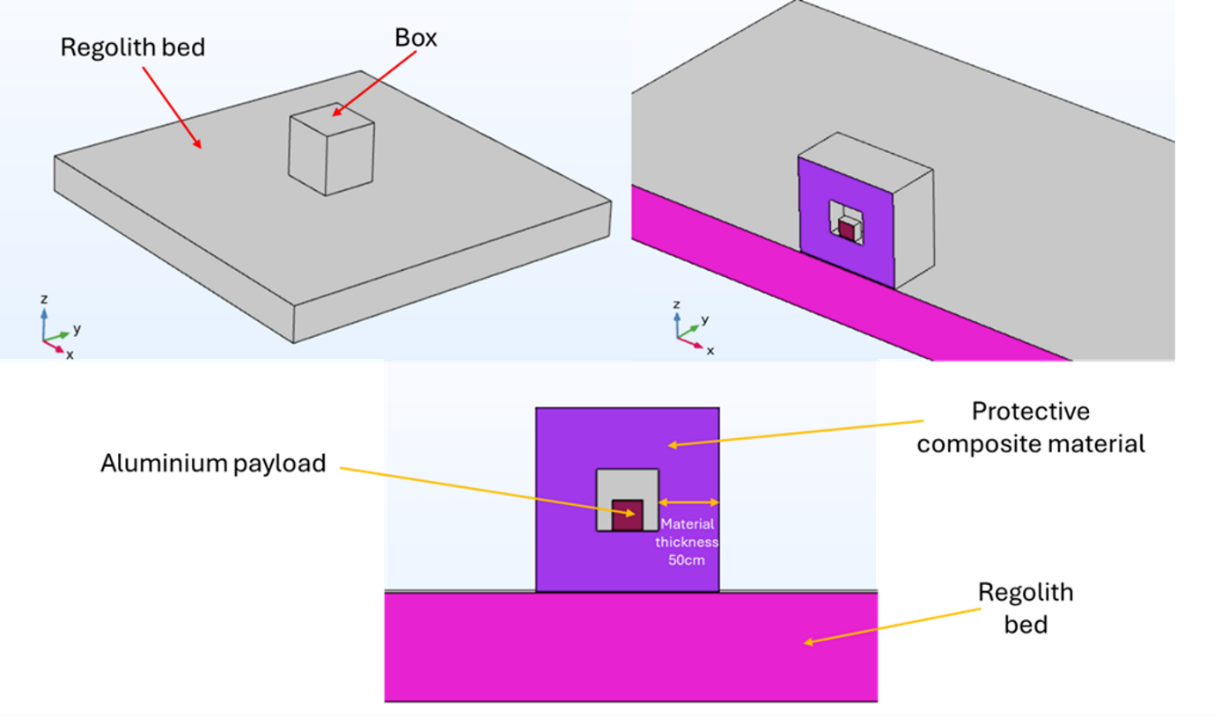 Regolith bed
Box
z
y
x
z
y
x
Aluminium payload
Protective
composite material
Material
thickness
50cm
Regolith
bed